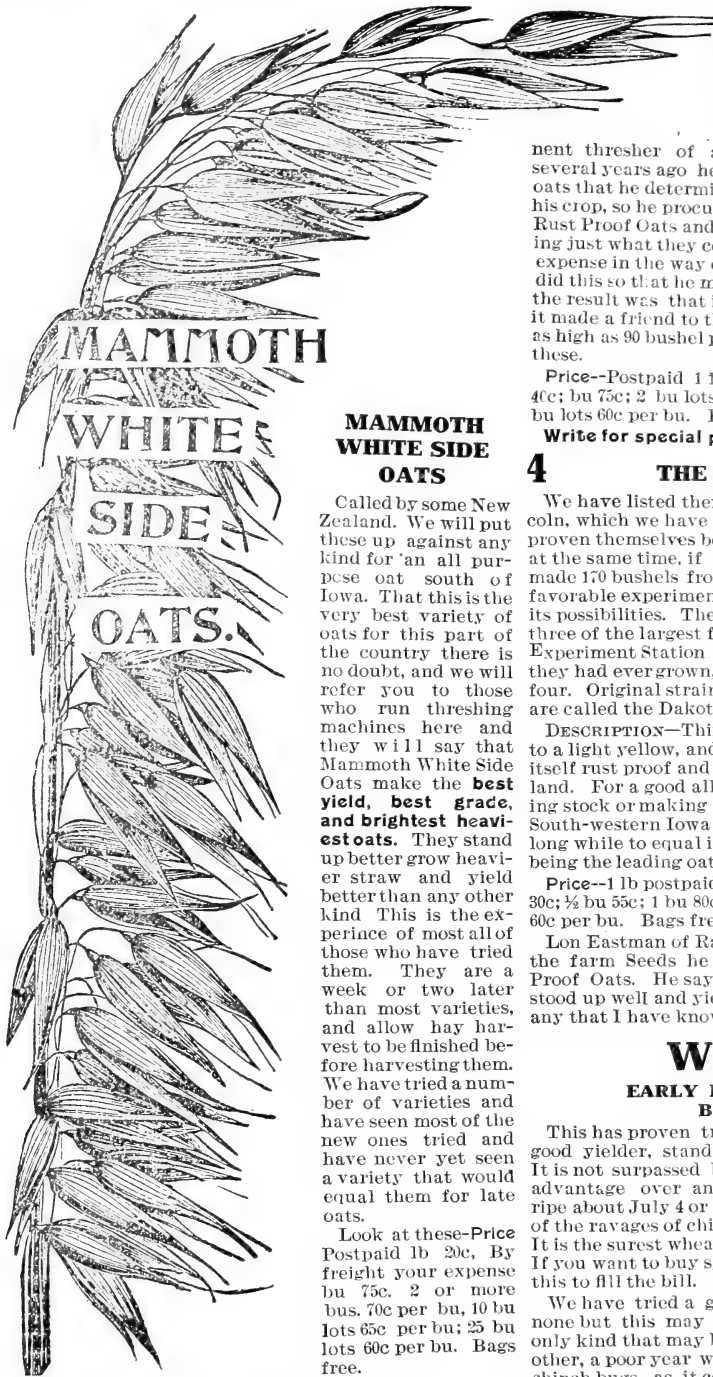 MAMMOTH
WHITE
SIDE
OATS.
MAMMOTH
WHITE SIDE
OATS
Called by some New
Zealand. We will put
these up against any
kind for an all pur-
pose oat south of
Iowa. That this is the
very best variety of
oats for this part of
the country there is
no doubt, and we will
refer you to those
who run threshing
machines here and
they will say that
Mammoth White Side
Oats make the best
yield, best grade,
and brightest heavi-
est oats. They stand
up better grow heavi-
er straw and yield
better than any other
kind This is the ex-
perince of most all of
those who have tried
them. They are a
week or two later
than most varieties,
and allow hay har-
vest to be finished be-
fore harvesting them.
We have tried a num-
ber of varieties and
have seen most of the
new ones tried and
have never yet seen
a variety that would
equal them for late
oats.
Look at these-Price
Postpaid lb 20c, By
freight your expense
bu 75c. 2 or more
bus. 70c per bu, 10 bu
lots 65c per bu; 25 bu
lots 60c per bu. Bags
free.
nent thresher of
several years ago he
oats that he determi
his crop, so he procu
Rust Proof Oats and
ing just what they c
expense in the way
did this so that he m
the result was that
it made a friend to t
as high as 90 bushel
these.
Price--Postpaid 1
40c; bu 75c; 2 bu lots
bu lots 60c per bu.
Write for special
4 THE
We have listed the
coln, which we have
proven themselves b
at the same time, if
made 170 bushels fro
favorable experimen
its possibilities. The
three of the largest f
Experiment Station
they had ever grown,
four. Original strain
are called the Dakot
DESCRIPTION—Thi
to a light yellow, and
itself rust proof and
land. For a good all
ing stock or making
South-western Iowa
long while to equal i
being the leading oat
Price--1 lb postpaid
30c; ½ bu 55c; 1 bu 80c
60c per bu. Bags fre
Lon Eastman of Ra
the farm Seeds he
Proof Oats. He say
stood up well and yie
any that I have know
W
EARLY
B
This has proven t
good yielder, stand
It is not surpassed
advantage over an
ripe about July 4 or
of the ravages of chi
It is the surest whea
If you want to buy s
this to fill the bill.
We have tried a g
none but this may
only kind that may
other, a poor year w
chinch bugs, as it